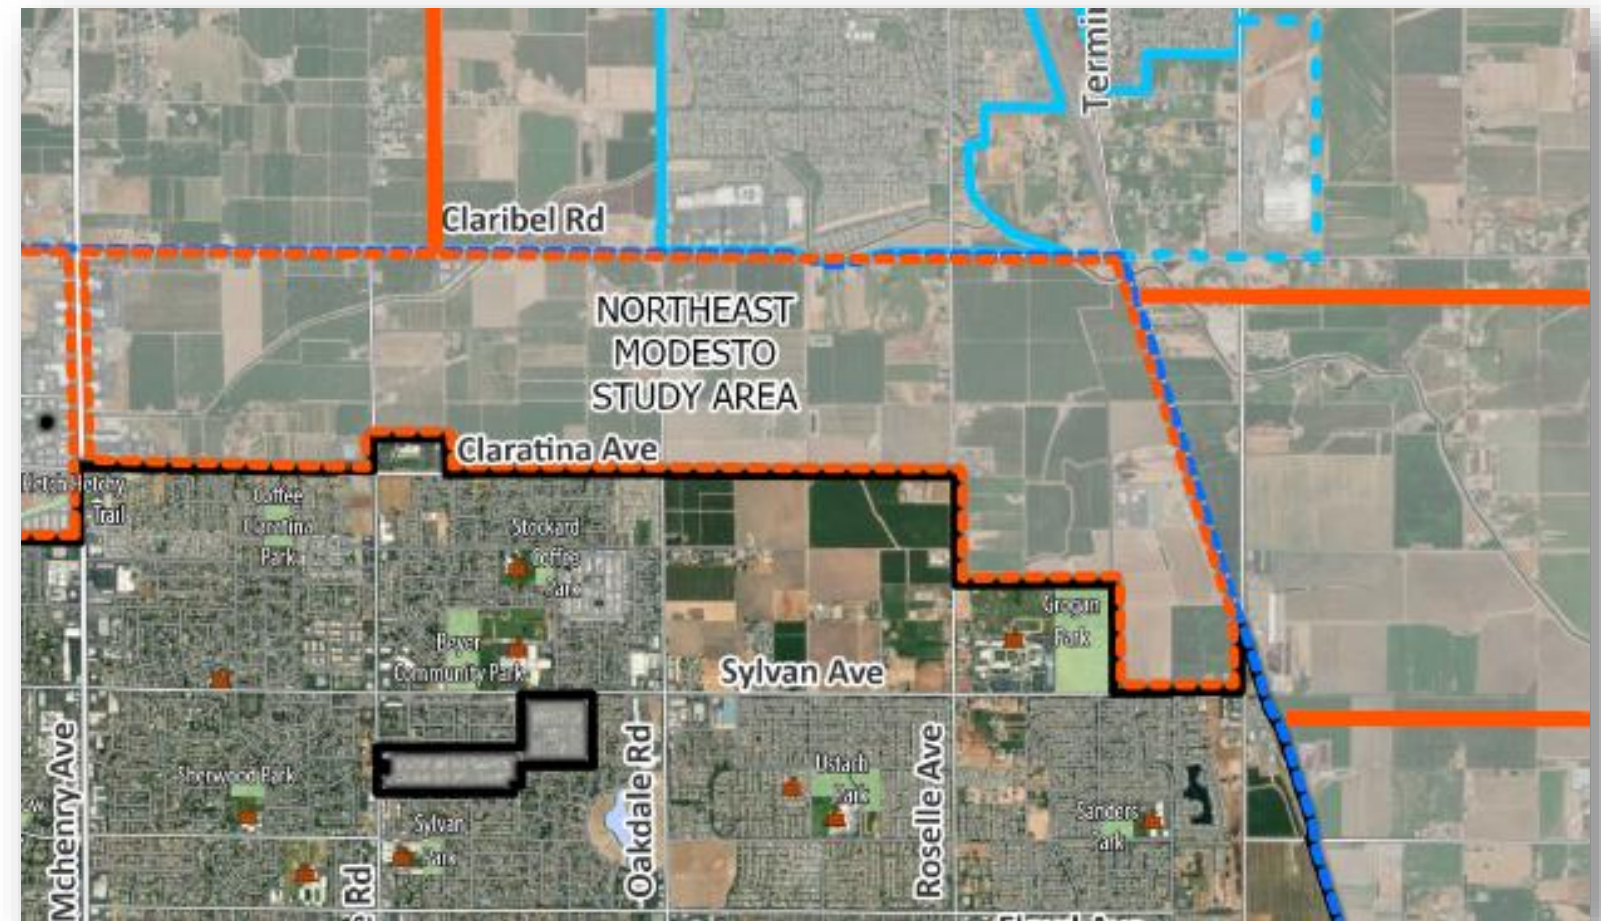 Termi
Claribel Rd
NORTHEAST
MODESTO
STUDY AREA
Claratina Ave
Hetch Hetchy
Trail
Coffee
Claratina
Park
Stockard
Coffee
Park
Grogan
Park
Beyer
Community Park
Sylvan Ave
Mchenry Ave
Sherwood Park
Oakdale Rd
Ustach
Park
Roselle Ave
Sanders
Park
Sylvan
Park
e Rd